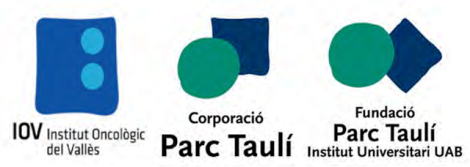 IOV Institut Oncològic
del Vallès
Corporació
Parc Taulí
Fundació
Parc Taulí
Institut Universitari UAB